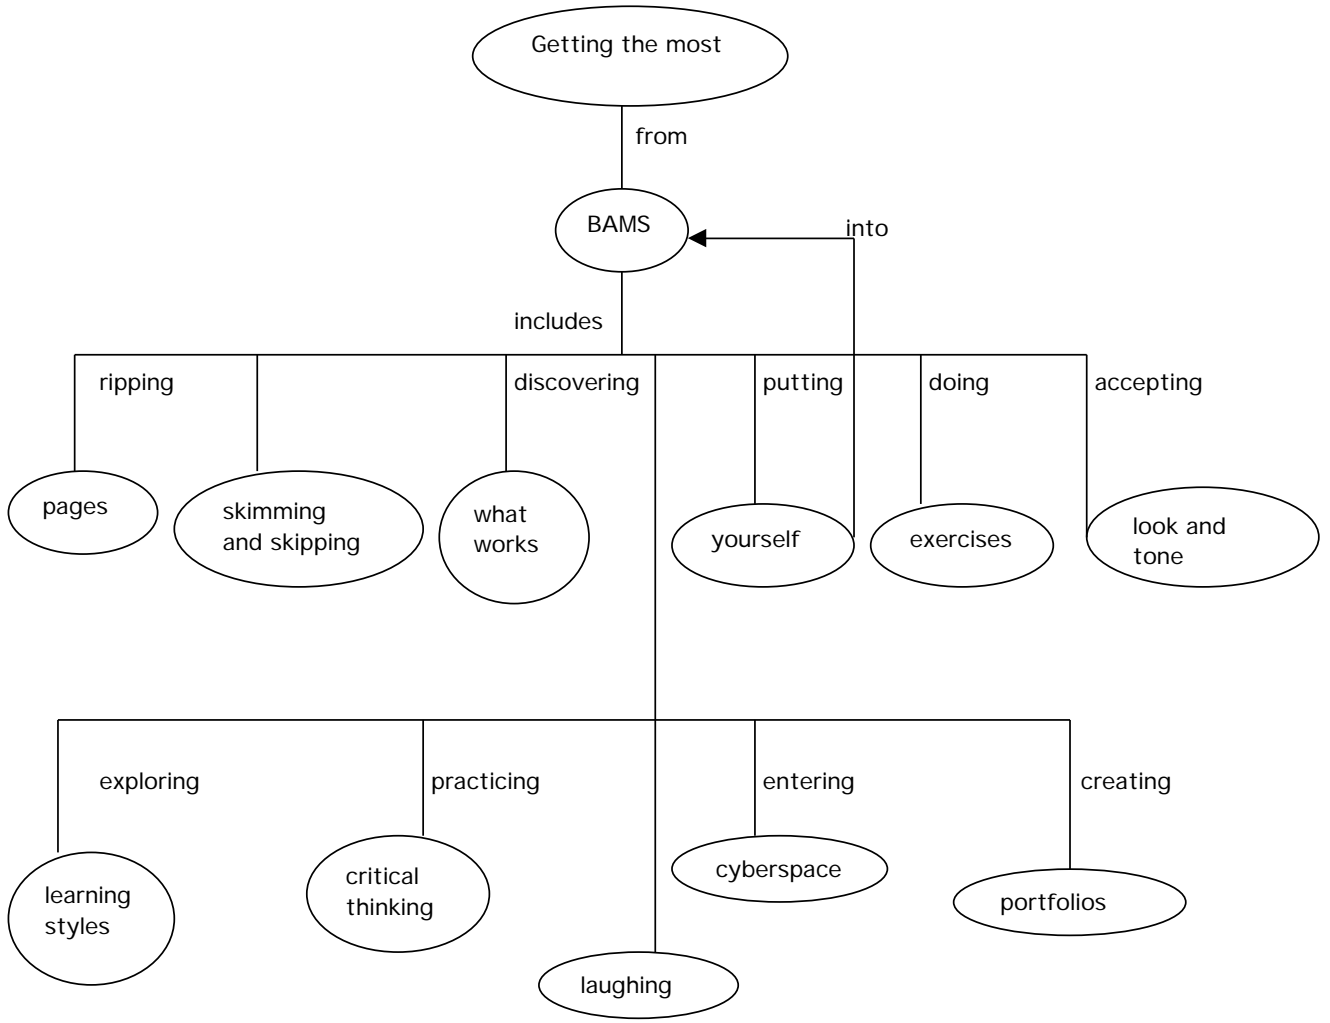 Getting the most
from
BAMS
into
includes
ripping
discovering
putting
doing
accepting
pages
skimming
and skipping
what
works
yourself
exercises
look and
tone
exploring
practicing
entering
creating
learning
styles
critical
thinking
cyberspace
portfolios
laughing